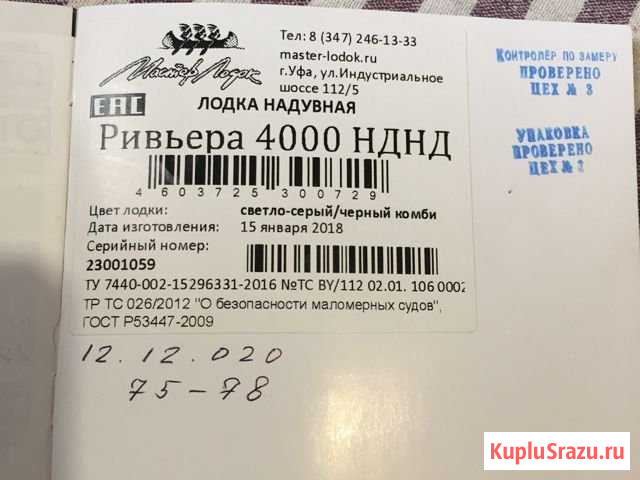 Мастер Лодок
Тел: 8 (347) 246-13-33
master-lodok.ru
г.Уфа, ул.Индустриальное
шоссе 112/5
EAC
ЛОДКА НАДУВНАЯ
Ривьера 4000 НДНД
4 603725 300729
Цвет лодки: светло-серый/черный комби
Дата изготовления: 15 января 2018
Серийный номер:
23001059
ТУ 7440-002-15296331-2016 №ТС BY/112 02.01. 106 0002
ТР ТС 026/2012 "О безопасности маломерных судов",
ГОСТ Р53447-2009
12.12.020
75-78
КОНТРОЛЁР ПО ЗАМЕРУ
ПРОВЕРЕНО
ЦЕХ № 3
УПАКОВКА
ПРОВЕРЕНО
ЦЕХ № 2
KupluSrazu.ru